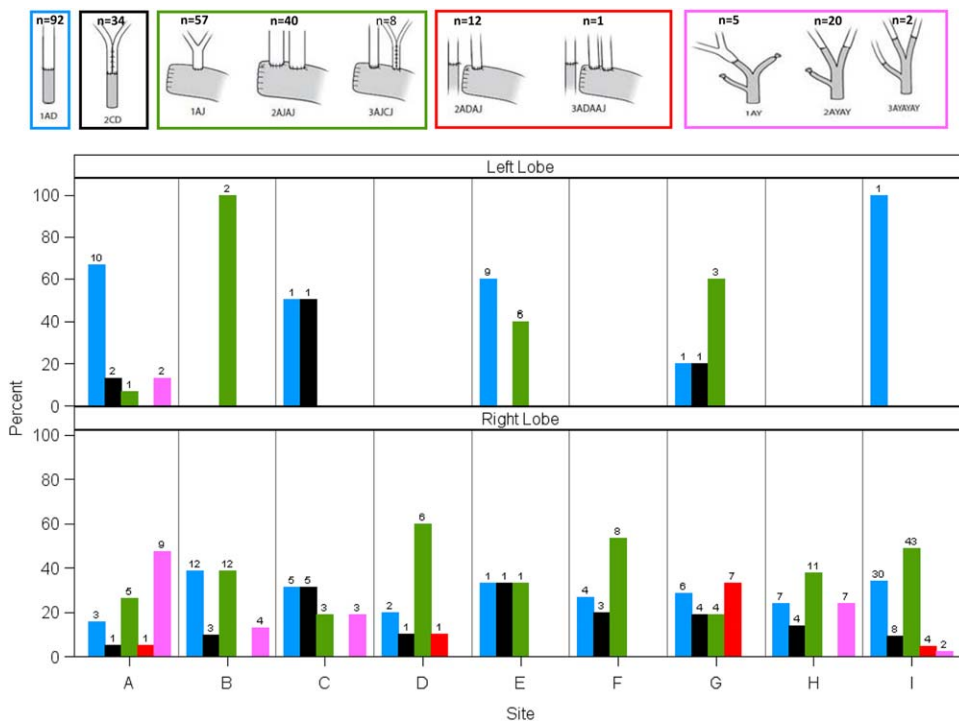 n=92 n=34 n=57 n=40 n=8 n=12 n=1 n=5 n=20 n=2
1AD 2CD 1AJ 2AJAJ 3AJCJ 2ADAJ 3ADAAJ 1AY 2AYAY 3AYAYAY
Left Lobe
100
80
60
40
20
0
10 2 1 2
2
1 1
9 6
1 1 3
1
Percent
Right Lobe
100
80
60
40
20
0
3 1 5 1 9
12 3 12 4
5 5 3 3
2 1 6 1
1 1 1
4 3 8
6 4 4 7
7 4 11 7
30 8 43 4 2
A B C D E F G H I
Site